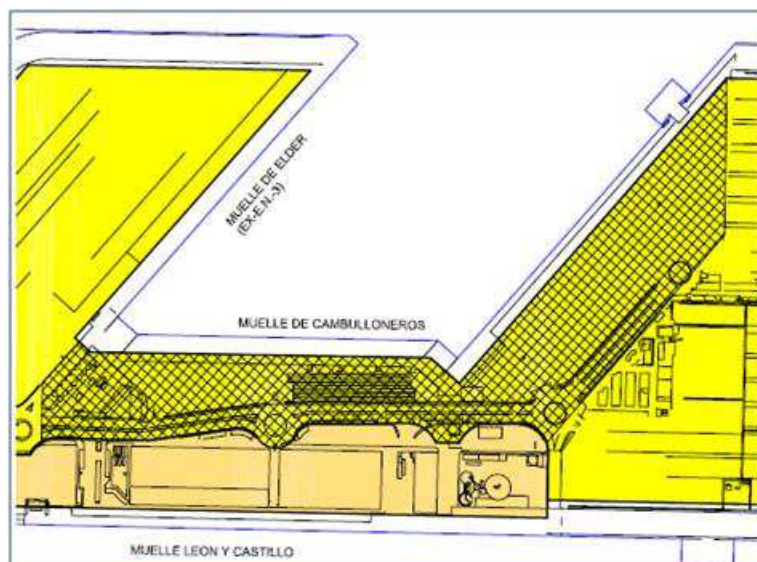 MUELLE DE ELDER
(EX-E.N.-3)
MUELLE DE CAMBULLONEROS
MUELLE LEON Y CASTILLO